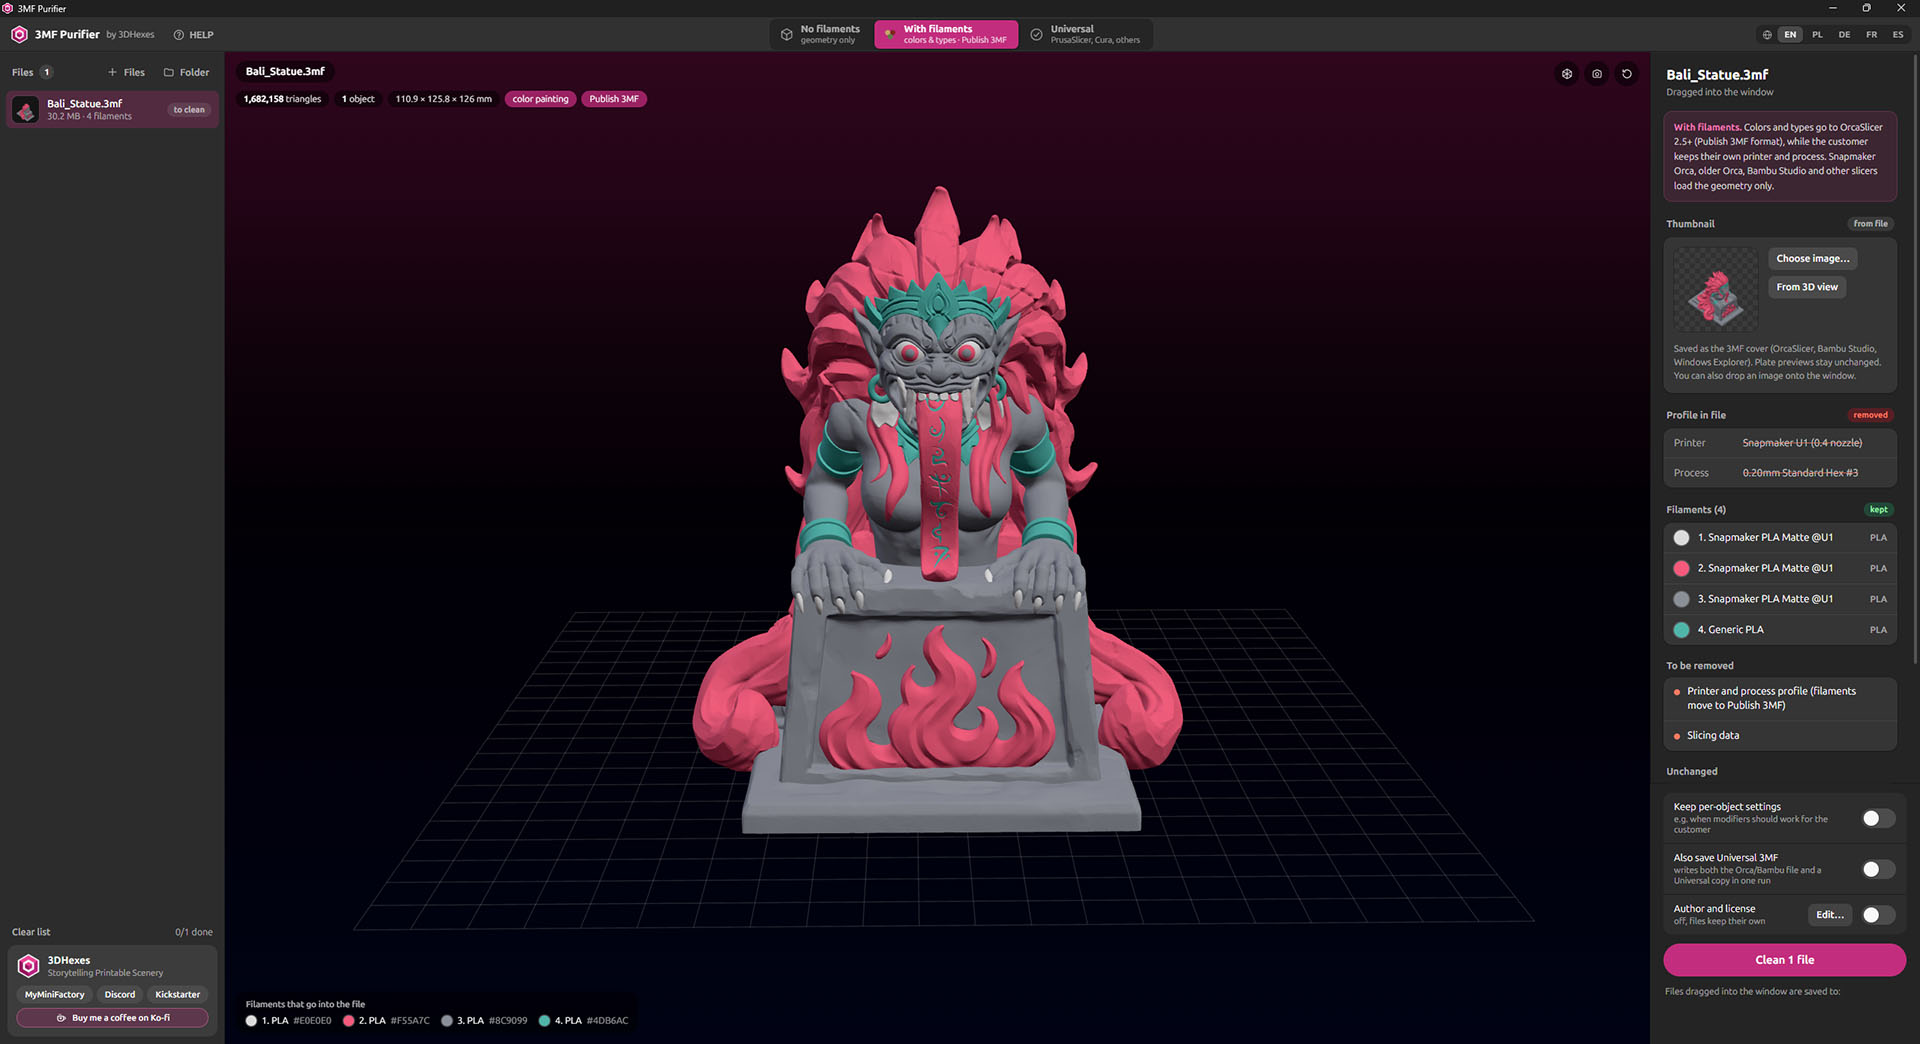 3MF Purifier
3MF Purifier by 3DHexes
HELP
No filaments
geometry only
With filaments
colors & types · Publish 3MF
Universal
PrusaSlicer, Cura, others
EN PL DE FR ES
Files 1
+ Files
Folder
Bali_Statue.3mf
30.2 MB · 4 filaments
to clean
Bali_Statue.3mf
1,682,158 triangles
1 object
110.9 × 125.8 × 126 mm
color painting
Publish 3MF
Bali_Statue.3mf
Dragged into the window
With filaments. Colors and types go to OrcaSlicer
2.5+ (Publish 3MF format), while the customer
keeps their own printer and process. Snapmaker
Orca, older Orca, Bambu Studio and other slicers
load the geometry only.
Thumbnail
from file
Choose image...
From 3D view
Saved as the 3MF cover (OrcaSlicer, Bambu Studio,
Windows Explorer). Plate previews stay unchanged.
You can also drop an image onto the window.
Profile in file
removed
Printer
Snapmaker U1 (0.4 nozzle)
Process
0.20mm Standard Hex #3
Filaments (4)
kept
1. Snapmaker PLA Matte @U1 PLA
2. Snapmaker PLA Matte @U1 PLA
3. Snapmaker PLA Matte @U1 PLA
4. Generic PLA PLA
To be removed
Printer and process profile (filaments
move to Publish 3MF)
Slicing data
Unchanged
Keep per-object settings
e.g. when modifiers should work for the
customer
Also save Universal 3MF
writes both the Orca/Bambu file and a
Universal copy in one run
Author and license
off, files keep their own
Edit...
Clean 1 file
Files dragged into the window are saved to:
Clear list
0/1 done
3DHexes
Storytelling Printable Scenery
MyMiniFactory
Discord
Kickstarter
Buy me a coffee on Ko-fi
Filaments that go into the file
1. PLA #E0E0E0
2. PLA #F55A7C
3. PLA #8C9099
4. PLA #4DB6AC